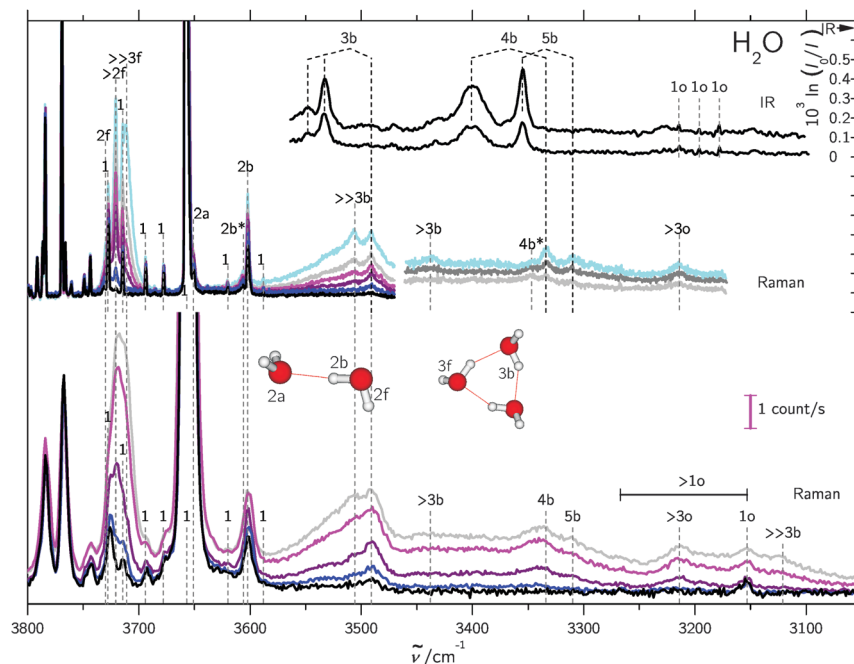 H₂O
IR
10³ ln (I₀/I)
0.5
0.4
0.3
0.2
0.1
0
3b
4b
5b
1o 1o 1o
IR
>>3f
>2f
1
2f
1
1
1
1
2a
2b
2b*
1
1
>>3b
>3b
4b*
>3o
Raman
2b
2a
2f
3f
3b
1 count/s
1
1
1
1
1
1
1
>3b
4b
5b
>1o
>3o
1o
>>3b
Raman
3800 3700 3600 3500 3400 3300 3200 3100
ν̃ /cm⁻¹